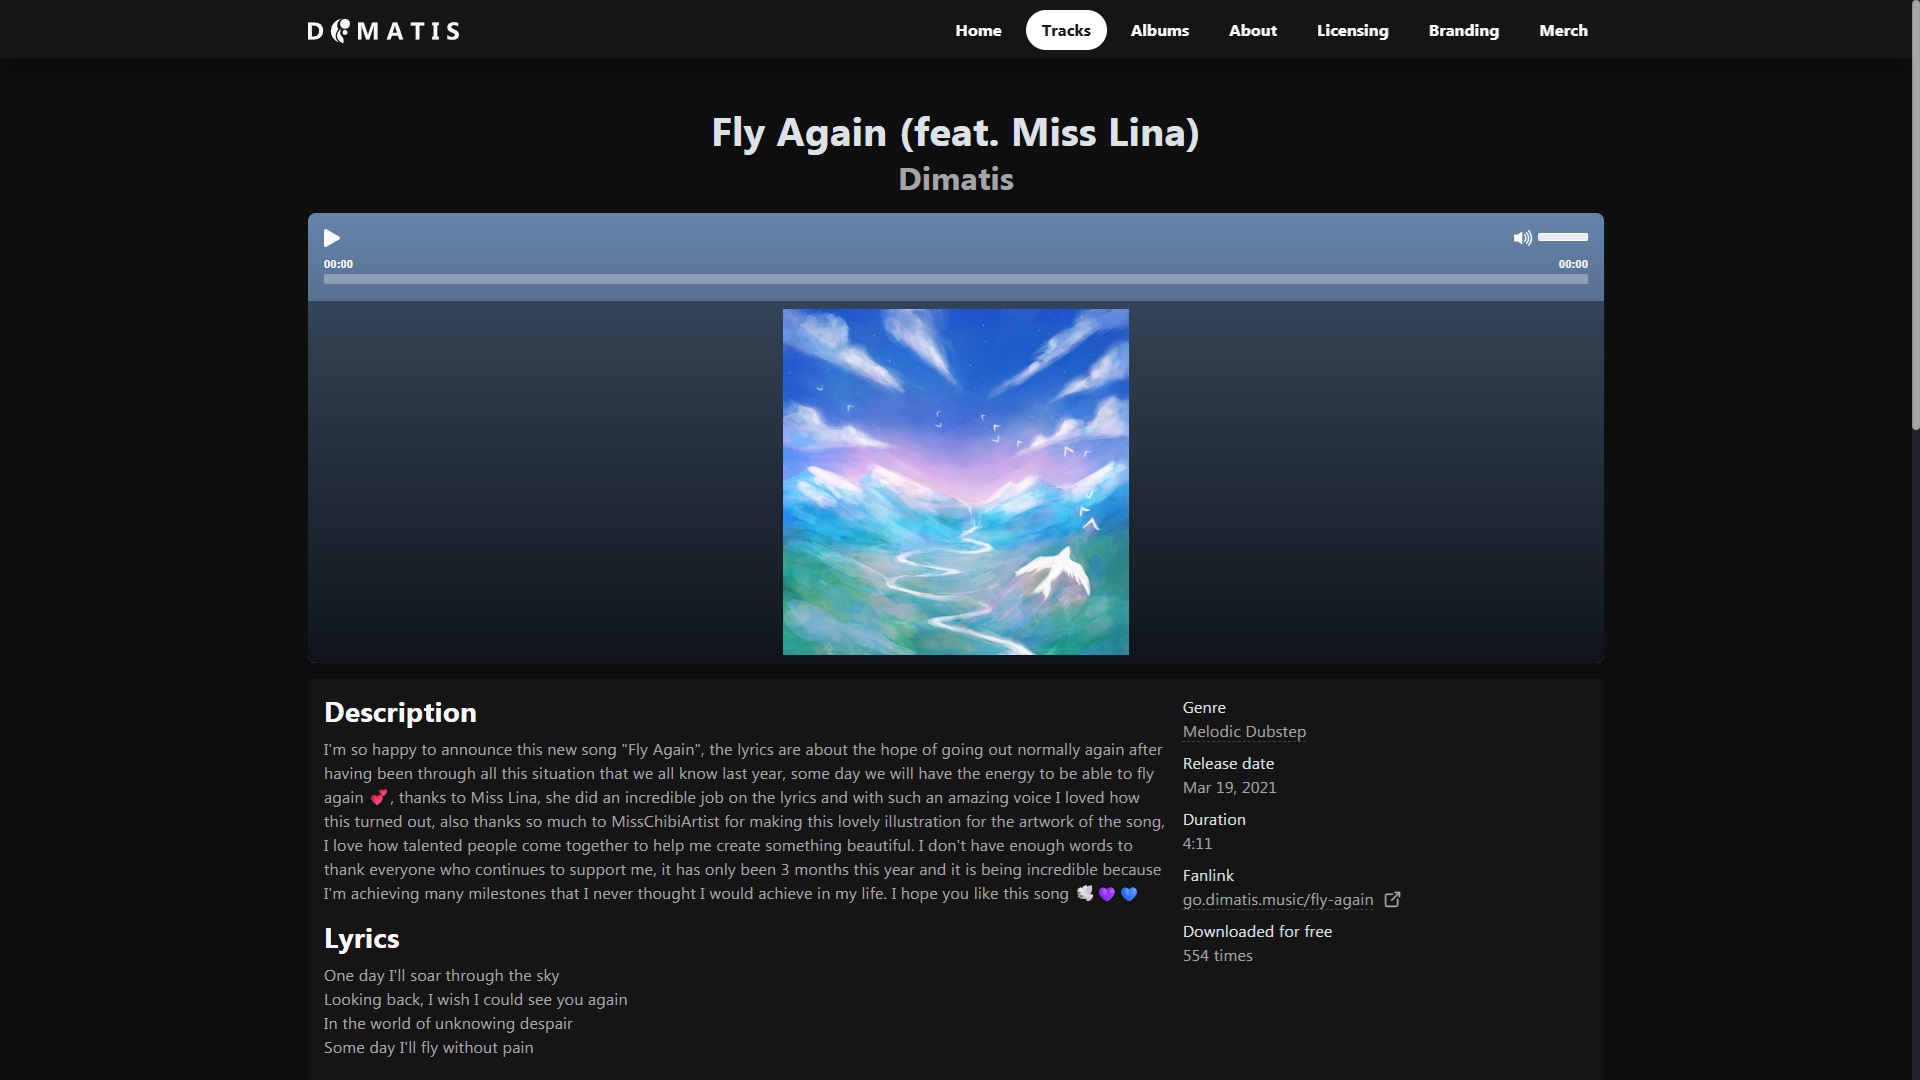 DIMATIS
Home
Tracks
Albums
About
Licensing
Branding
Merch
Fly Again (feat. Miss Lina)
Dimatis
00:00
00:00
Description
I'm so happy to announce this new song "Fly Again", the lyrics are about the hope of going out normally again after
having been through all this situation that we all know last year, some day we will have the energy to be able to fly
again 💕, thanks to Miss Lina, she did an incredible job on the lyrics and with such an amazing voice I loved how
this turned out, also thanks so much to MissChibiArtist for making this lovely illustration for the artwork of the song,
I love how talented people come together to help me create something beautiful. I don't have enough words to
thank everyone who continues to support me, it has only been 3 months this year and it is being incredible because
I'm achieving many milestones that I never thought I would achieve in my life. I hope you like this song 🕊️ 💜 💙
Lyrics
One day I'll soar through the sky
Looking back, I wish I could see you again
In the world of unknowing despair
Some day I'll fly without pain
Genre
Melodic Dubstep
Release date
Mar 19, 2021
Duration
4:11
Fanlink
go.dimatis.music/fly-again
Downloaded for free
554 times